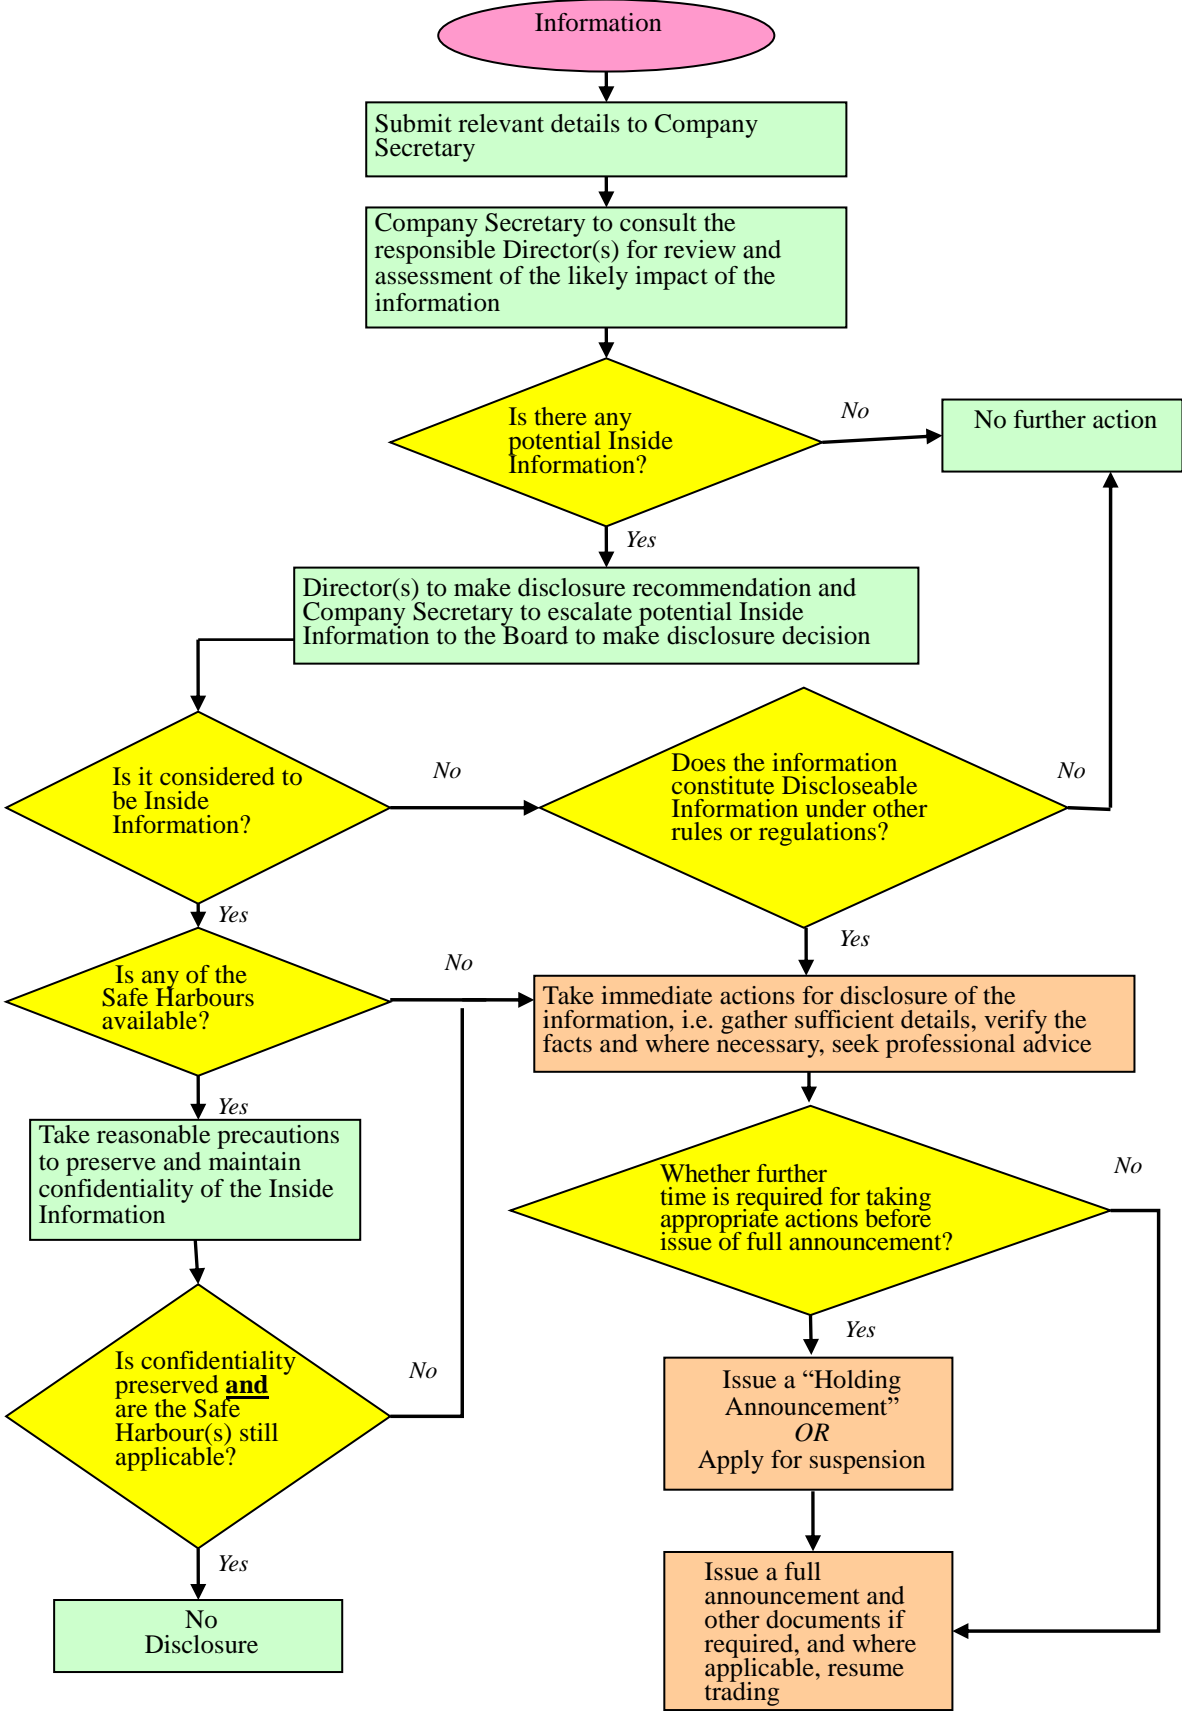 Information
Submit relevant details to Company
Secretary
Company Secretary to consult the
responsible Director(s) for review and
assessment of the likely impact of the
information
Is there any
potential Inside
Information?
No
No further action
Yes
Director(s) to make disclosure recommendation and
Company Secretary to escalate potential Inside
Information to the Board to make disclosure decision
Is it considered to
be Inside
Information?
No
Does the information
constitute Discloseable
Information under other
rules or regulations?
No
Yes
Yes
Is any of the
Safe Harbours
available?
No
Take immediate actions for disclosure of the
information, i.e. gather sufficient details, verify the
facts and where necessary, seek professional advice
Yes
Take reasonable precautions
to preserve and maintain
confidentiality of the Inside
Information
Whether further
time is required for taking
appropriate actions before
issue of full announcement?
No
Yes
Is confidentiality
preserved and
are the Safe
Harbour(s) still
applicable?
No
Issue a “Holding
Announcement”
OR
Apply for suspension
Yes
No
Disclosure
Issue a full
announcement and
other documents if
required, and where
applicable, resume
trading